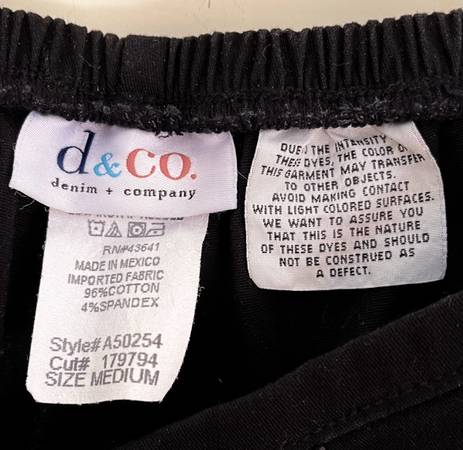 d&co.
denim + company
RN#43641
MADE IN MEXICO
IMPORTED FABRIC
96%COTTON
4%SPANDEX
Style# A50254
Cut# 179794
SIZE MEDIUM
THE INTENSITY
DYES, THE COLOR
THIS GARMENT MAY TRANSFER
TO OTHER OBJECTS.
AVOID MAKING CONTACT
WITH LIGHT COLORED SURFACES.
WE WANT TO ASSURE YOU
THAT THIS IS THE NATURE
OF THESE DYES AND SHOULD
NOT BE CONSTRUED AS
A DEFECT.